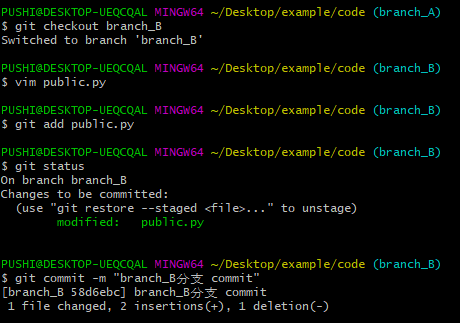 PUSHI@DESKTOP-UEQCQAL MINGW64 ~/Desktop/example/code (branch_A)
$ git checkout branch_B
Switched to branch 'branch_B'
PUSHI@DESKTOP-UEQCQAL MINGW64 ~/Desktop/example/code (branch_B)
$ vim public.py
PUSHI@DESKTOP-UEQCQAL MINGW64 ~/Desktop/example/code (branch_B)
$ git add public.py
PUSHI@DESKTOP-UEQCQAL MINGW64 ~/Desktop/example/code (branch_B)
$ git status
On branch branch_B
Changes to be committed:
  (use "git restore --staged <file>..." to unstage)
        modified:   public.py
PUSHI@DESKTOP-UEQCQAL MINGW64 ~/Desktop/example/code (branch_B)
$ git commit -m "branch_B分支 commit"
[branch_B 58d6ebc] branch_B分支 commit
 1 file changed, 2 insertions(+), 1 deletion(-)